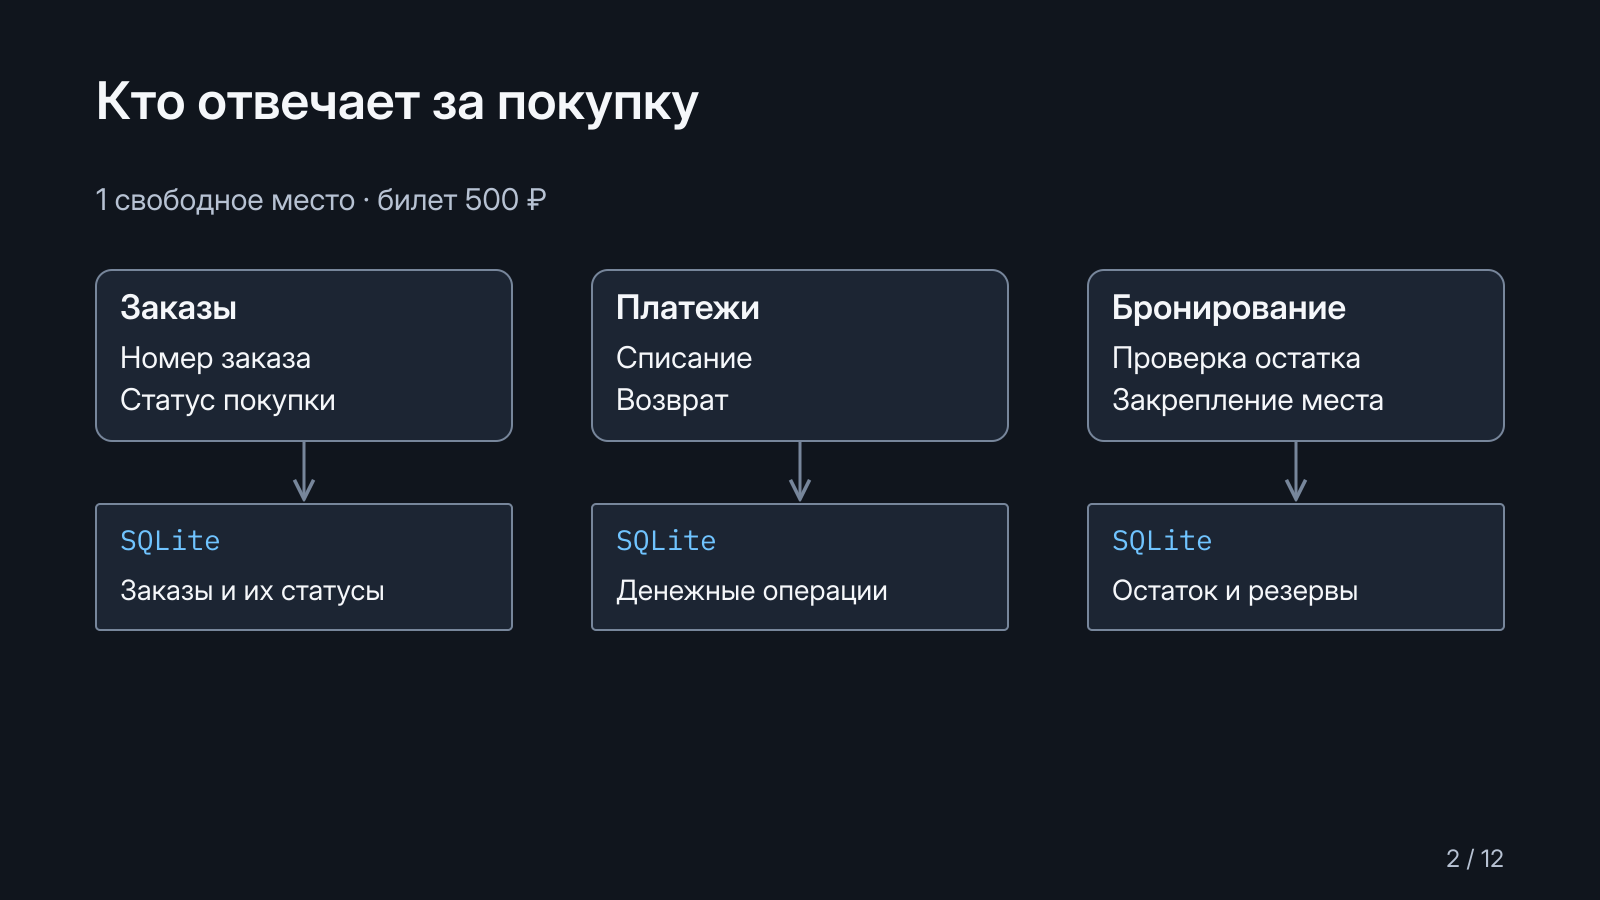 Кто отвечает за покупку
1 свободное место · билет 500 ₽
Заказы
Номер заказа
Статус покупки
Платежи
Списание
Возврат
Бронирование
Проверка остатка
Закрепление места
SQLite
Заказы и их статусы
SQLite
Денежные операции
SQLite
Остаток и резервы
2 / 12